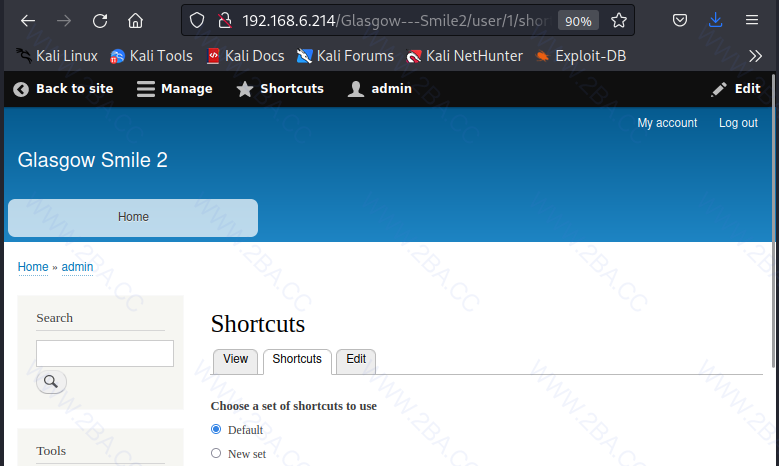 192.168.6.214/Glasgow---Smile2/user/1/shor
90%
Kali Linux Kali Tools Kali Docs Kali Forums Kali NetHunter Exploit-DB
Back to site Manage Shortcuts admin Edit
My account Log out
Glasgow Smile 2
Home
Home » admin
Search
Shortcuts
View Shortcuts Edit
Choose a set of shortcuts to use
Default
Tools
New set
WWW.2BA.CC